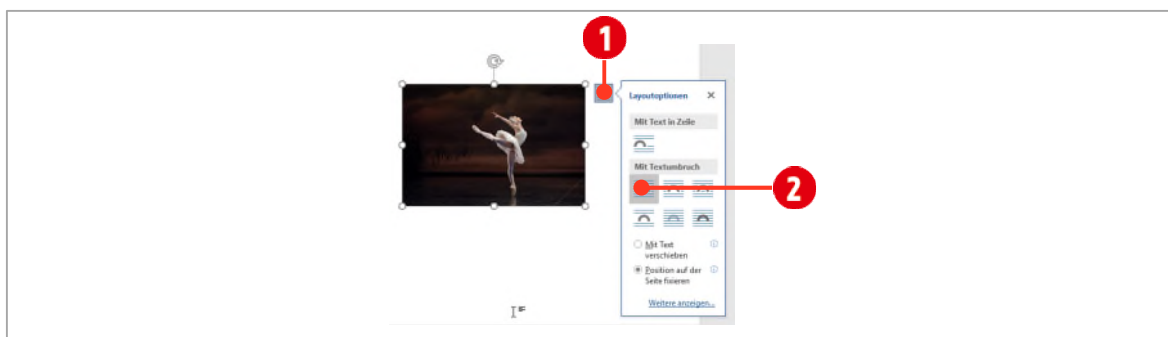 1
Layoutoptionen ×
Mit Text in Zeile
Mit Textumbruch
2
Mit Text
verschieben
Position auf der
Seite fixieren
Weitere anzeigen...